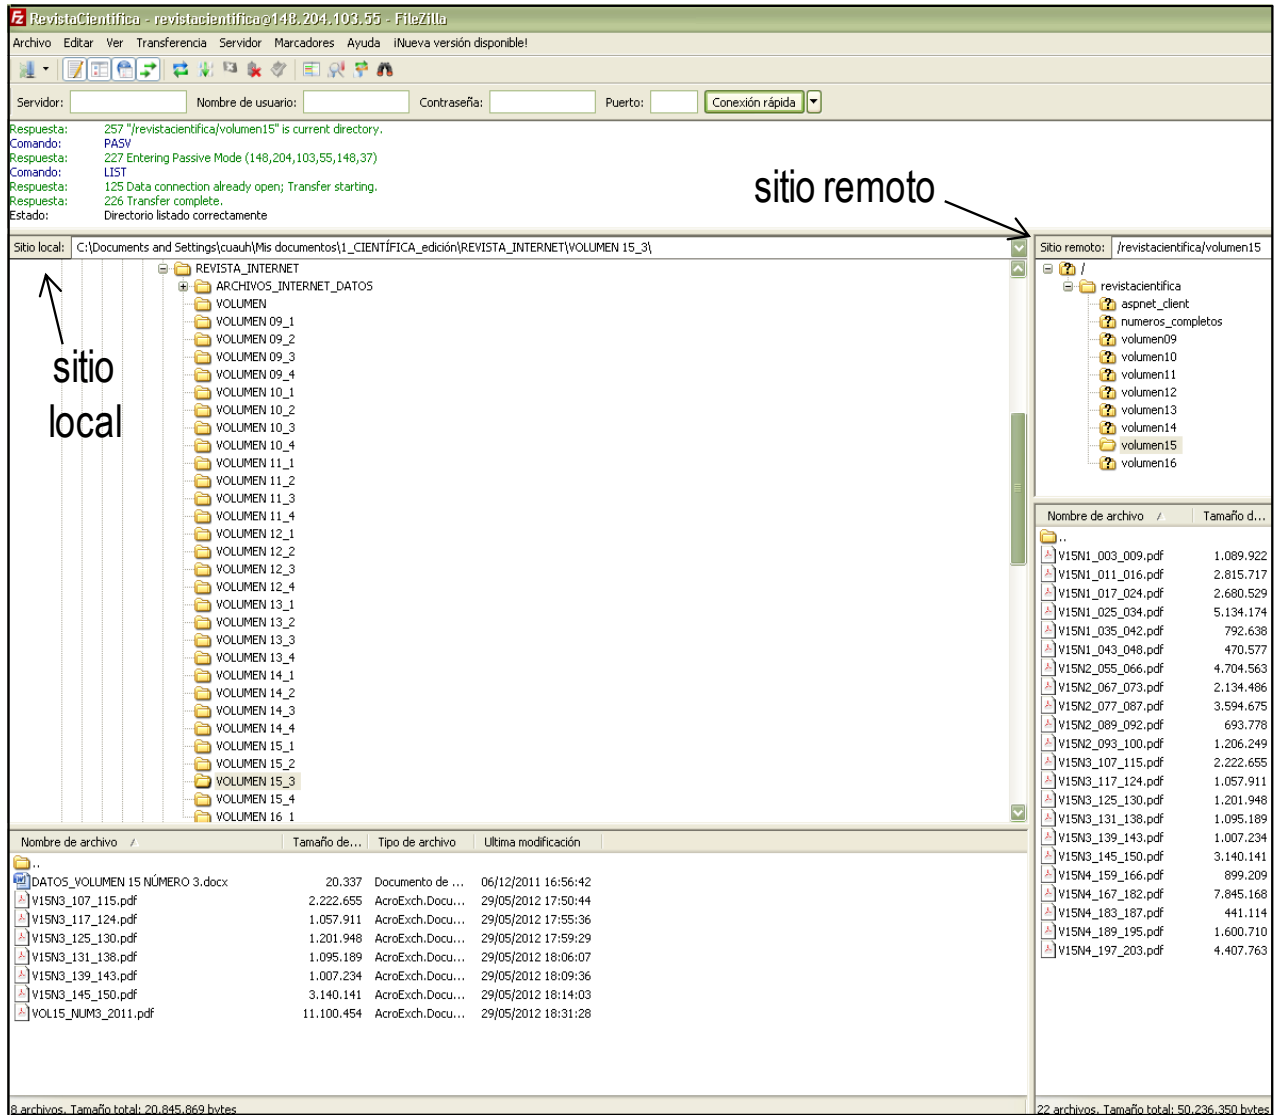 RevistaCientifica - revistacientifica@148.204.103.55 - FileZilla
Archivo Editar Ver Transferencia Servidor Marcadores Ayuda ¡Nueva versión disponible!
Servidor: Nombre de usuario: Contraseña: Puerto: Conexión rápida
Respuesta: 257 "/revistacientifica/volumen15" is current directory.
Comando: PASV
Respuesta: 227 Entering Passive Mode (148,204,103,55,148,37)
Comando: LIST
Respuesta: 125 Data connection already open; Transfer starting.
Respuesta: 226 Transfer complete.
Estado: Directorio listado correctamente
sitio remoto
Sitio local: C:\Documents and Settings\cuauh\Mis documentos\1_CIENTÍFICA_edición\REVISTA_INTERNET\VOLUMEN 15_3\
REVISTA_INTERNET
ARCHIVOS_INTERNET_DATOS
VOLUMEN
VOLUMEN 09_1
VOLUMEN 09_2
VOLUMEN 09_3
VOLUMEN 09_4
VOLUMEN 10_1
VOLUMEN 10_2
VOLUMEN 10_3
VOLUMEN 10_4
VOLUMEN 11_1
VOLUMEN 11_2
VOLUMEN 11_3
VOLUMEN 11_4
VOLUMEN 12_1
VOLUMEN 12_2
VOLUMEN 12_3
VOLUMEN 12_4
VOLUMEN 13_1
VOLUMEN 13_2
VOLUMEN 13_3
VOLUMEN 13_4
VOLUMEN 14_1
VOLUMEN 14_2
VOLUMEN 14_3
VOLUMEN 14_4
VOLUMEN 15_1
VOLUMEN 15_2
VOLUMEN 15_3
VOLUMEN 15_4
VOLUMEN 16_1
sitio
local
Nombre de archivo Tamaño de... Tipo de archivo Ultima modificación
..
DATOS_VOLUMEN 15 NÚMERO 3.docx 20.337 Documento de ... 06/12/2011 16:56:42
V15N3_107_115.pdf 2.222.655 AcroExch.Docu... 29/05/2012 17:50:44
V15N3_117_124.pdf 1.057.911 AcroExch.Docu... 29/05/2012 17:55:36
V15N3_125_130.pdf 1.201.948 AcroExch.Docu... 29/05/2012 17:59:29
V15N3_131_138.pdf 1.095.189 AcroExch.Docu... 29/05/2012 18:06:07
V15N3_139_143.pdf 1.007.234 AcroExch.Docu... 29/05/2012 18:09:36
V15N3_145_150.pdf 3.140.141 AcroExch.Docu... 29/05/2012 18:14:03
VOL15_NUM3_2011.pdf 11.100.454 AcroExch.Docu... 29/05/2012 18:31:28
8 archivos. Tamaño total: 20.845.869 bytes
Sitio remoto: /revistacientifica/volumen15
/
revistacientifica
aspnet_client
numeros_completos
volumen09
volumen10
volumen11
volumen12
volumen13
volumen14
volumen15
volumen16
Nombre de archivo Tamaño d...
..
V15N1_003_009.pdf 1.089.922
V15N1_011_016.pdf 2.815.717
V15N1_017_024.pdf 2.680.529
V15N1_025_034.pdf 5.134.174
V15N1_035_042.pdf 792.638
V15N1_043_048.pdf 470.577
V15N2_055_066.pdf 4.704.563
V15N2_067_073.pdf 2.134.486
V15N2_077_087.pdf 3.594.675
V15N2_089_092.pdf 693.778
V15N2_093_100.pdf 1.206.249
V15N3_107_115.pdf 2.222.655
V15N3_117_124.pdf 1.057.911
V15N3_125_130.pdf 1.201.948
V15N3_131_138.pdf 1.095.189
V15N3_139_143.pdf 1.007.234
V15N3_145_150.pdf 3.140.141
V15N4_159_166.pdf 899.209
V15N4_167_182.pdf 7.845.168
V15N4_183_187.pdf 441.114
V15N4_189_195.pdf 1.600.710
V15N4_197_203.pdf 4.407.763
22 archivos. Tamaño total: 50.236.350 bytes